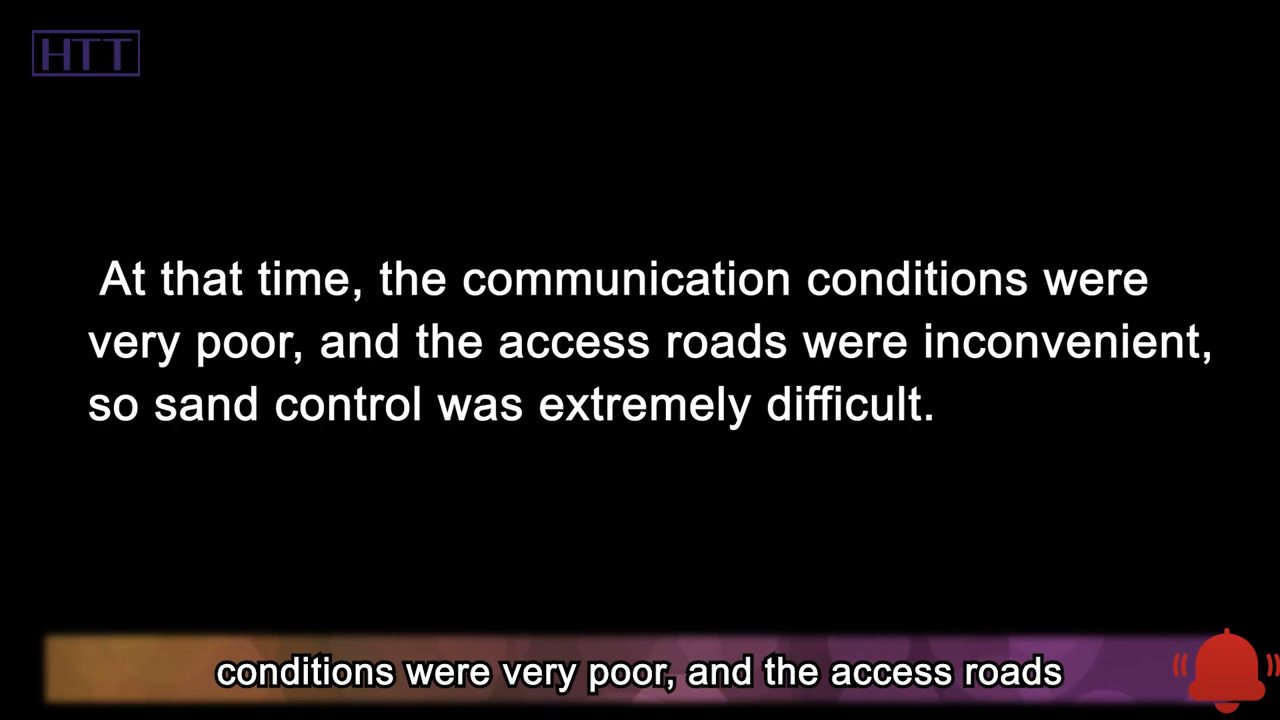 HTT
At that time, the communication conditions were
very poor, and the access roads were inconvenient,
so sand control was extremely difficult.
conditions were very poor, and the access roads